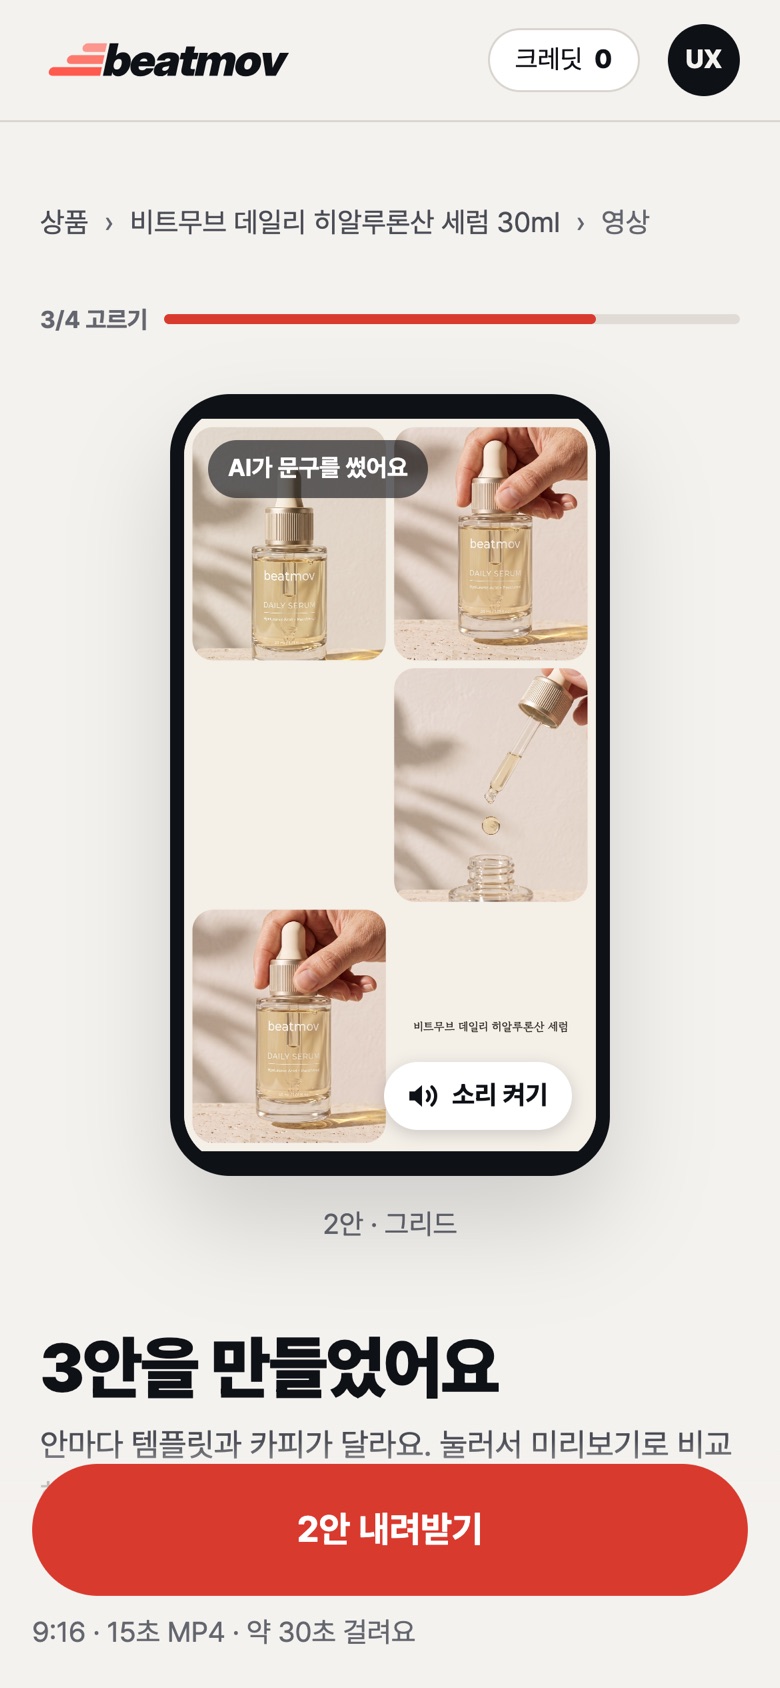 beatmov
크레딧 0
UX
상품 › 비트무브 데일리 히알루론산 세럼 30ml › 영상
3/4 고르기
AI가 문구를 썼어요
beatmov
DAILY SERUM
beatmov
DAILY SERUM
beatmov
DAILY SERUM
비트무브 데일리 히알루론산 세럼
소리 켜기
2안 · 그리드
3안을 만들었어요
안마다 템플릿과 카피가 달라요. 눌러서 미리보기로 비교
2안 내려받기
9:16 · 15초 MP4 · 약 30초 걸려요